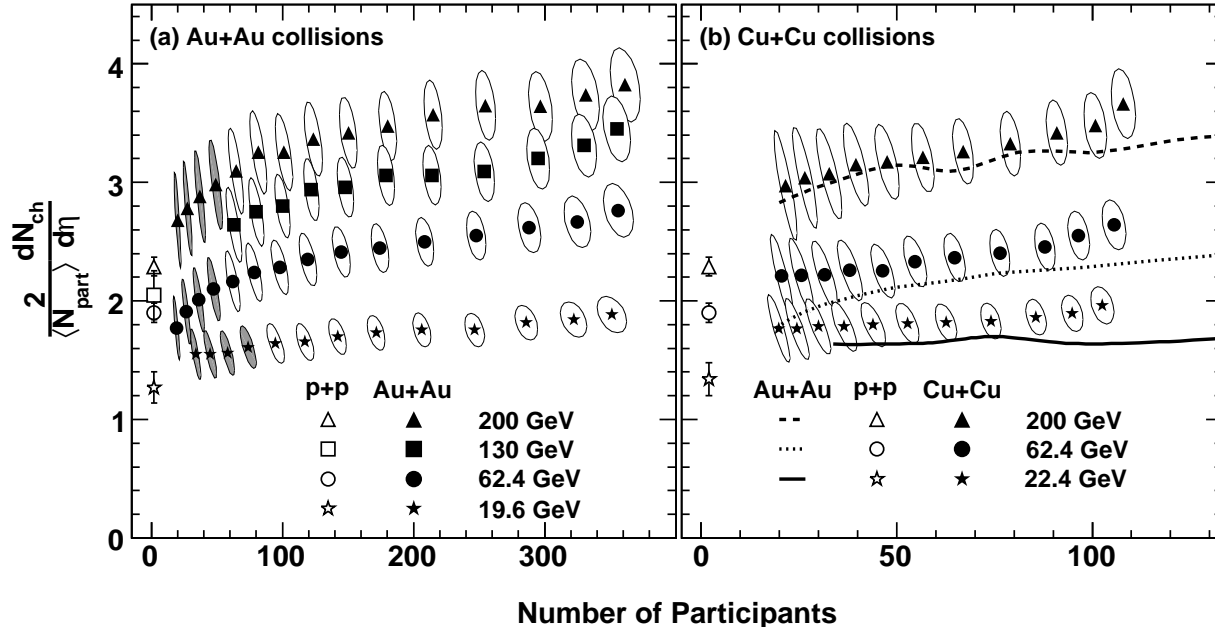 (a) Au+Au collisions
(b) Cu+Cu collisions
2 dN_ch
⟨N_part⟩ dη
4
3
2
1
0
p+p Au+Au
200 GeV
130 GeV
62.4 GeV
19.6 GeV
Au+Au p+p Cu+Cu
200 GeV
62.4 GeV
22.4 GeV
0 100 200 300
0 50 100
Number of Participants